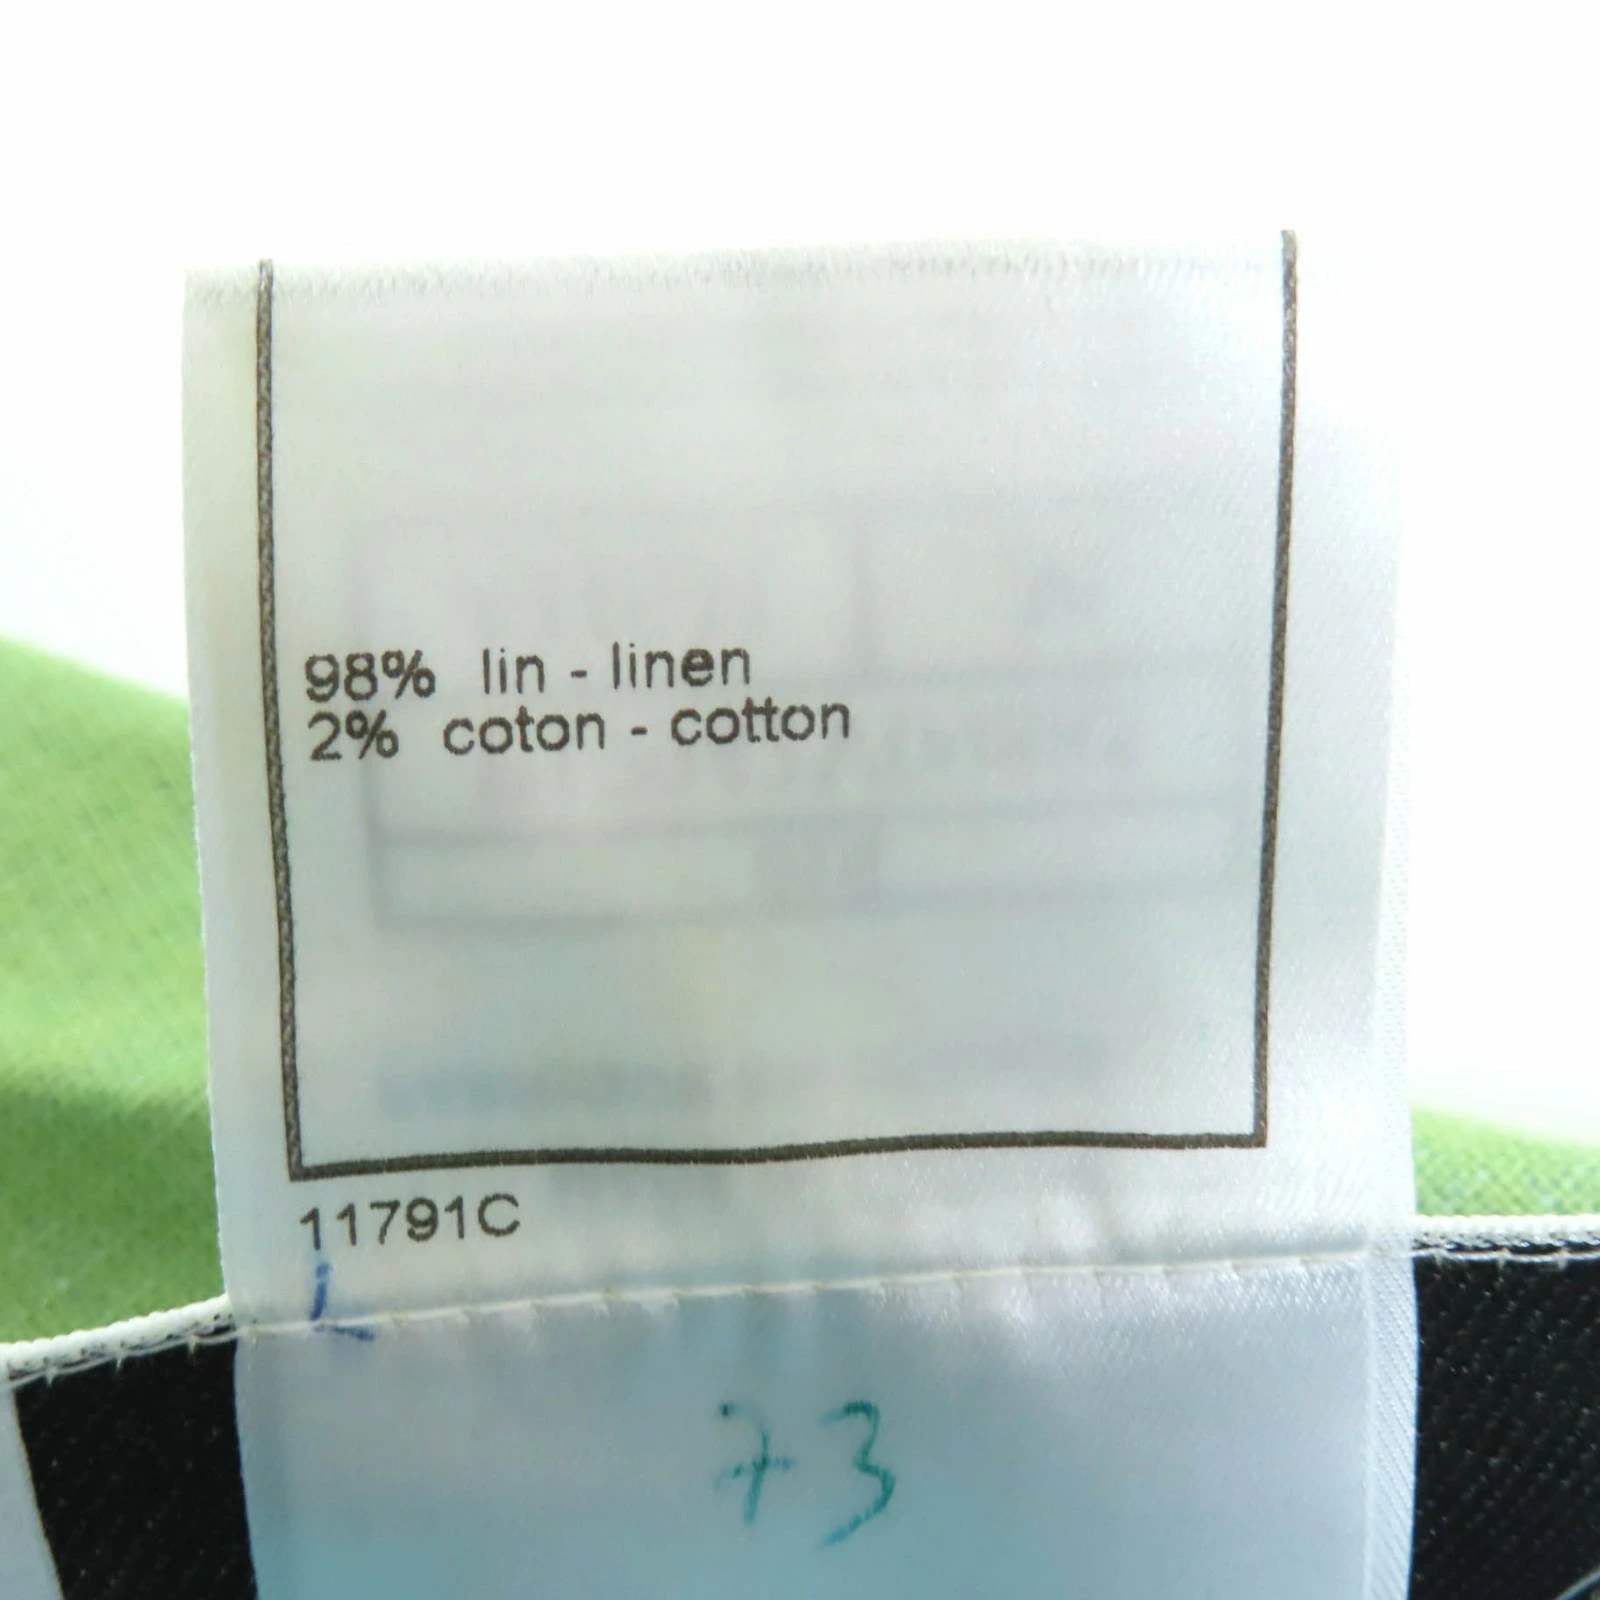 98% lin - linen
2% coton - cotton
11791C
73